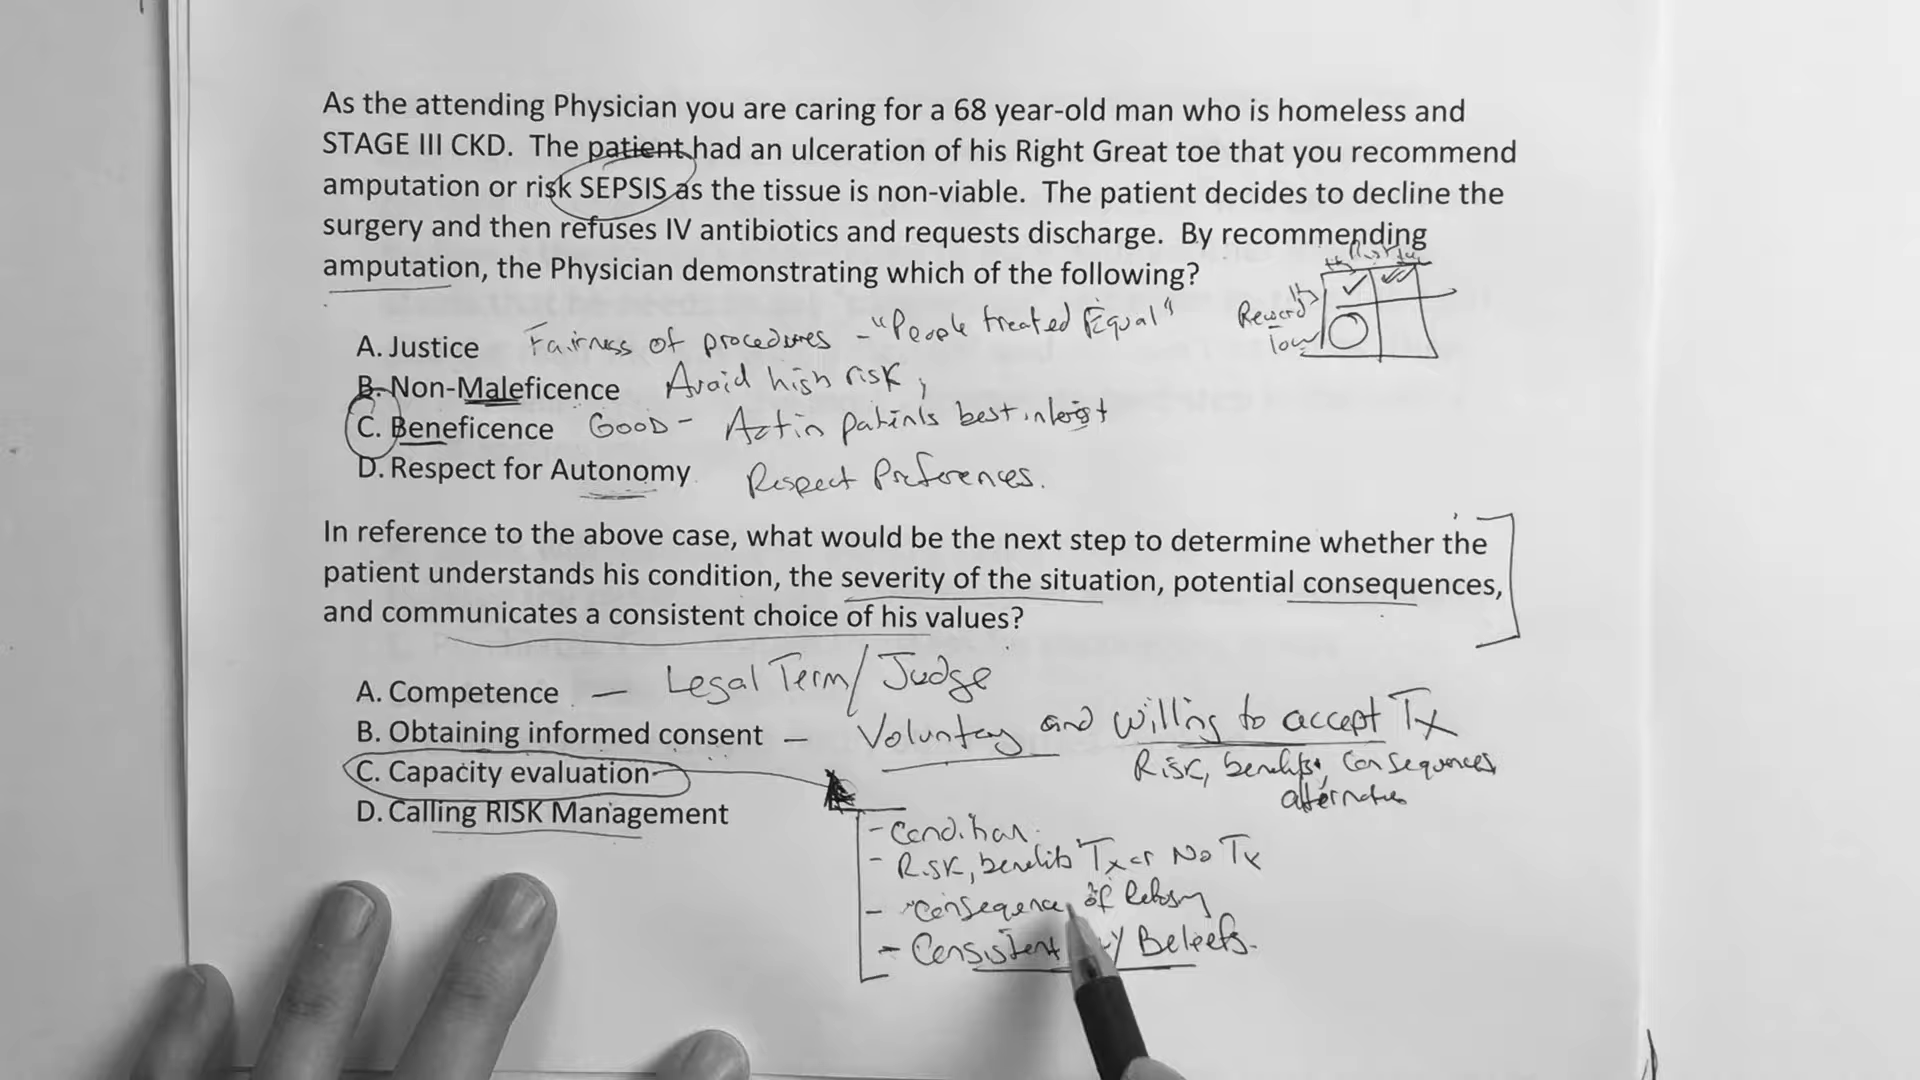 As the attending Physician you are caring for a 68 year-old man who is homeless and
STAGE III CKD. The patient had an ulceration of his Right Great toe that you recommend
amputation or risk SEPSIS as the tissue is non-viable. The patient decides to decline the
surgery and then refuses IV antibiotics and requests discharge. By recommending
amputation, the Physician demonstrating which of the following?
Reward
low
A. Justice Fairness of procedures - "People treated Equal"
B. Non-Maleficence Avoid high risk,
C. Beneficence GOOD - Act in patients best interest
D. Respect for Autonomy Respect Preferences.
In reference to the above case, what would be the next step to determine whether the
patient understands his condition, the severity of the situation, potential consequences,
and communicates a consistent choice of his values?
A. Competence — Legal Term/Judge
B. Obtaining informed consent — Voluntary and willing to accept Tx
Risk, benefits, Consequences
alternatives
C. Capacity evaluation
D. Calling RISK Management
- Condition.
- Risk, benefits Tx or No Tx
- Consequence of
- Consistent Beliefs.